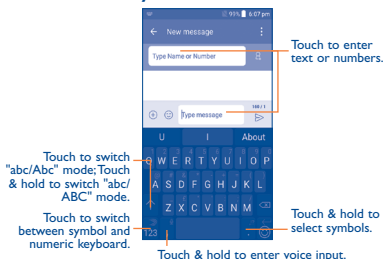 91% 6:07 pm
New message
Type Name or Number
Touch to enter
text or numbers.
160 / 1
Type message
U I About
Q W E R T Y U I O P
A S D F G H J K L
Z X C V B N M
123
Touch to switch
"abc/Abc" mode;Touch
& hold to switch "abc/
ABC" mode.
Touch to switch
between symbol and
numeric keyboard.
Touch & hold to
select symbols.
Touch & hold to enter voice input.